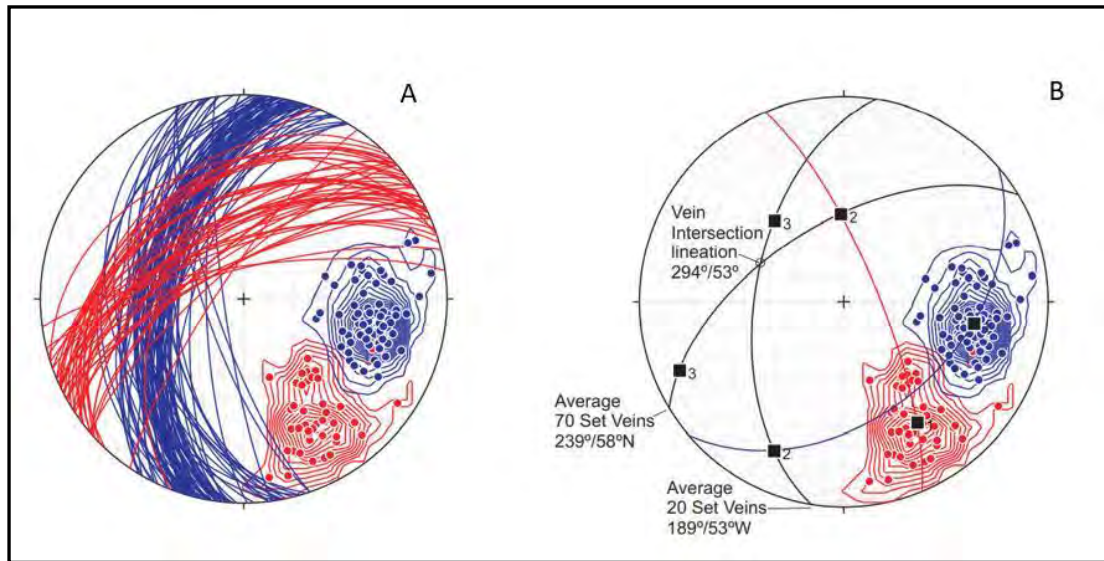 A
B
3
2
Vein
Intersection
lineation
294º/53º
3
Average
70 Set Veins
239º/58ºN
2
Average
20 Set Veins
189º/53ºW